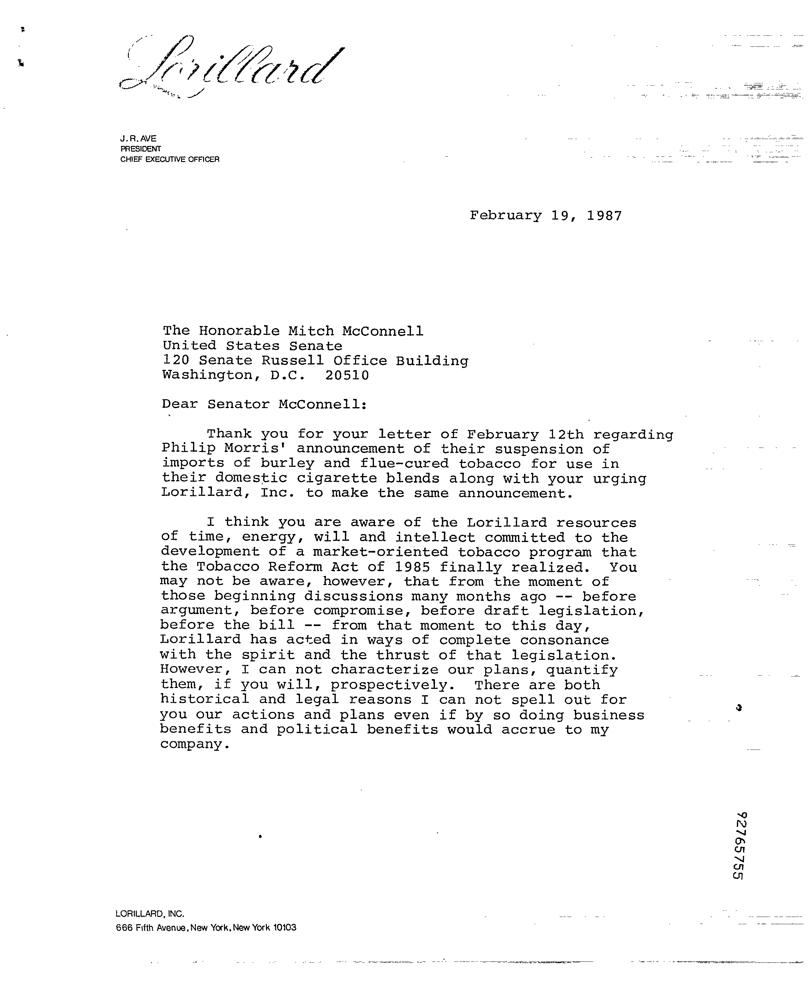 Lorillard
J. R. AVE
PRESIDENT
CHIEF EXECUTIVE OFFICER
February 19, 1987
The Honorable Mitch McConnell
United States Senate
120 Senate Russell Office Building
Washington, D.C.  20510
Dear Senator McConnell:
Thank you for your letter of February 12th regarding
Philip Morris' announcement of their suspension of
imports of burley and flue-cured tobacco for use in
their domestic cigarette blends along with your urging
Lorillard, Inc. to make the same announcement.
I think you are aware of the Lorillard resources
of time, energy, will and intellect committed to the
development of a market-oriented tobacco program that
the Tobacco Reform Act of 1985 finally realized.  You
may not be aware, however, that from the moment of
those beginning discussions many months ago -- before
argument, before compromise, before draft legislation,
before the bill -- from that moment to this day,
Lorillard has acted in ways of complete consonance
with the spirit and the thrust of that legislation.
However, I can not characterize our plans, quantify
them, if you will, prospectively.  There are both
historical and legal reasons I can not spell out for
you our actions and plans even if by so doing business
benefits and political benefits would accrue to my
company.
92765755
LORILLARD, INC.
666 Fifth Avenue, New York, New York 10103